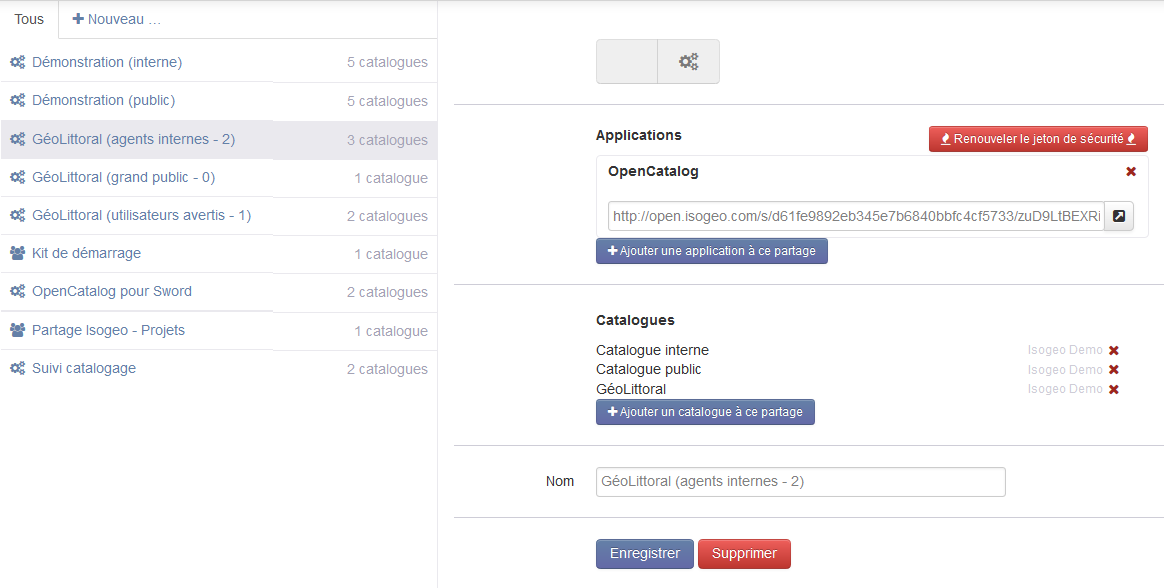 Tous
Nouveau ...
Démonstration (interne) 5 catalogues
Démonstration (public) 5 catalogues
GéoLittoral (agents internes - 2) 3 catalogues
GéoLittoral (grand public - 0) 1 catalogue
GéoLittoral (utilisateurs avertis - 1) 2 catalogues
Kit de démarrage 1 catalogue
OpenCatalog pour Sword 2 catalogues
Partage Isogeo - Projets 1 catalogue
Suivi catalogage 2 catalogues
Applications
Renouveler le jeton de sécurité
OpenCatalog
http://open.isogeo.com/s/d61fe9892eb345e7b6840bbfc4cf5733/zuD9LtBEXRi
Ajouter une application à ce partage
Catalogues
Catalogue interne Isogeo Demo
Catalogue public Isogeo Demo
GéoLittoral Isogeo Demo
Ajouter un catalogue à ce partage
Nom GéoLittoral (agents internes - 2)
Enregistrer Supprimer